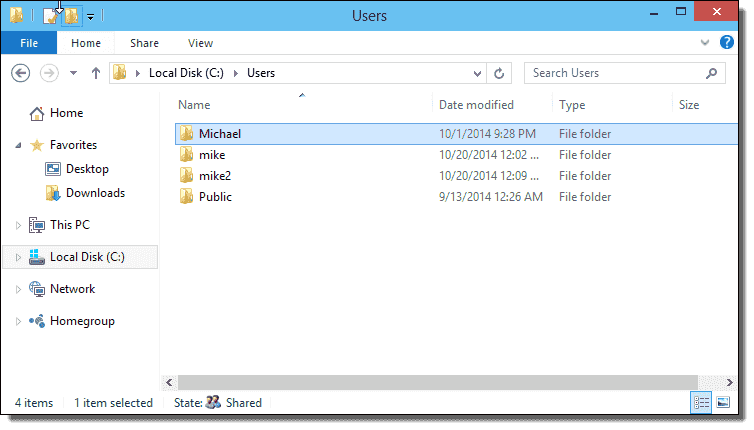 Users
File Home Share View
Local Disk (C:) Users Search Users
Name Date modified Type Size
Home
Favorites
Desktop
Downloads
This PC
Local Disk (C:)
Network
Homegroup
Michael 10/1/2014 9:28 PM File folder
mike 10/20/2014 12:02 ... File folder
mike2 10/20/2014 12:09 ... File folder
Public 9/13/2014 12:26 AM File folder
4 items 1 item selected State: Shared